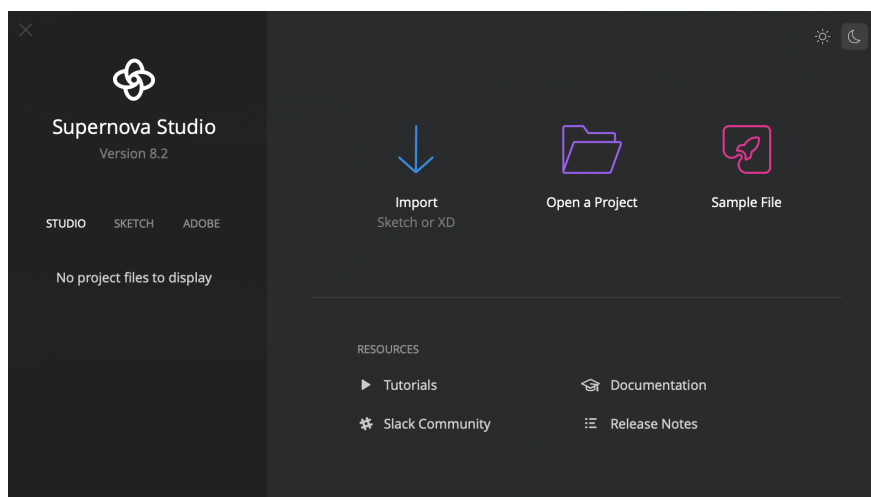 Supernova Studio
Version 8.2
STUDIO SKETCH ADOBE
No project files to display
Import
Sketch or XD
Open a Project
Sample File
RESOURCES
Tutorials
Documentation
Slack Community
Release Notes